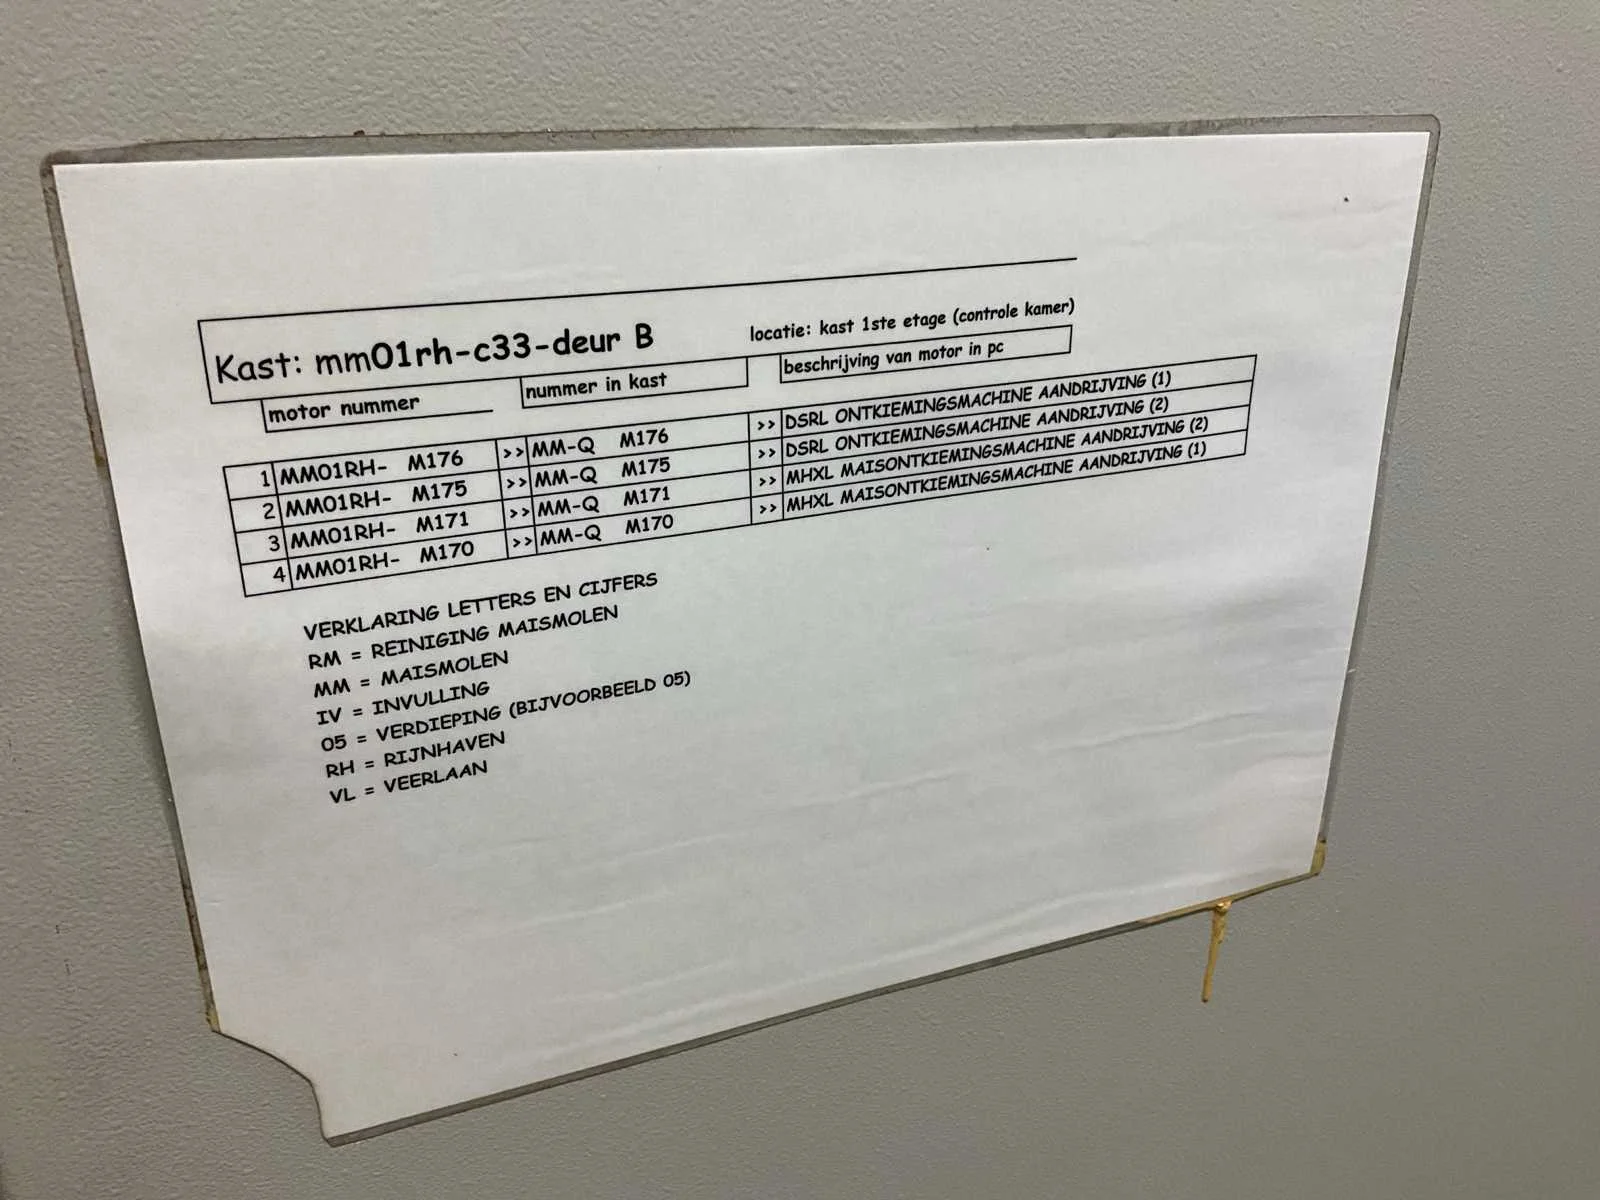 Kast: mm01rh-c33-deur B
locatie: kast 1ste etage (controle kamer)
motor nummer nummer in kast beschrijving van motor in pc
1 MM01RH- M176 >> MM-Q M176 >> DSRL ONTKIEMINGSMACHINE AANDRIJVING (1)
2 MM01RH- M175 >> MM-Q M175 >> DSRL ONTKIEMINGSMACHINE AANDRIJVING (2)
3 MM01RH- M171 >> MM-Q M171 >> MHXL MAISONTKIEMINGSMACHINE AANDRIJVING (2)
4 MM01RH- M170 >> MM-Q M170 >> MHXL MAISONTKIEMINGSMACHINE AANDRIJVING (1)
VERKLARING LETTERS EN CIJFERS
RM = REINIGING MAISMOLEN
MM = MAISMOLEN
IV = INVULLING
05 = VERDIEPING (BIJVOORBEELD 05)
RH = RIJNHAVEN
VL = VEERLAAN